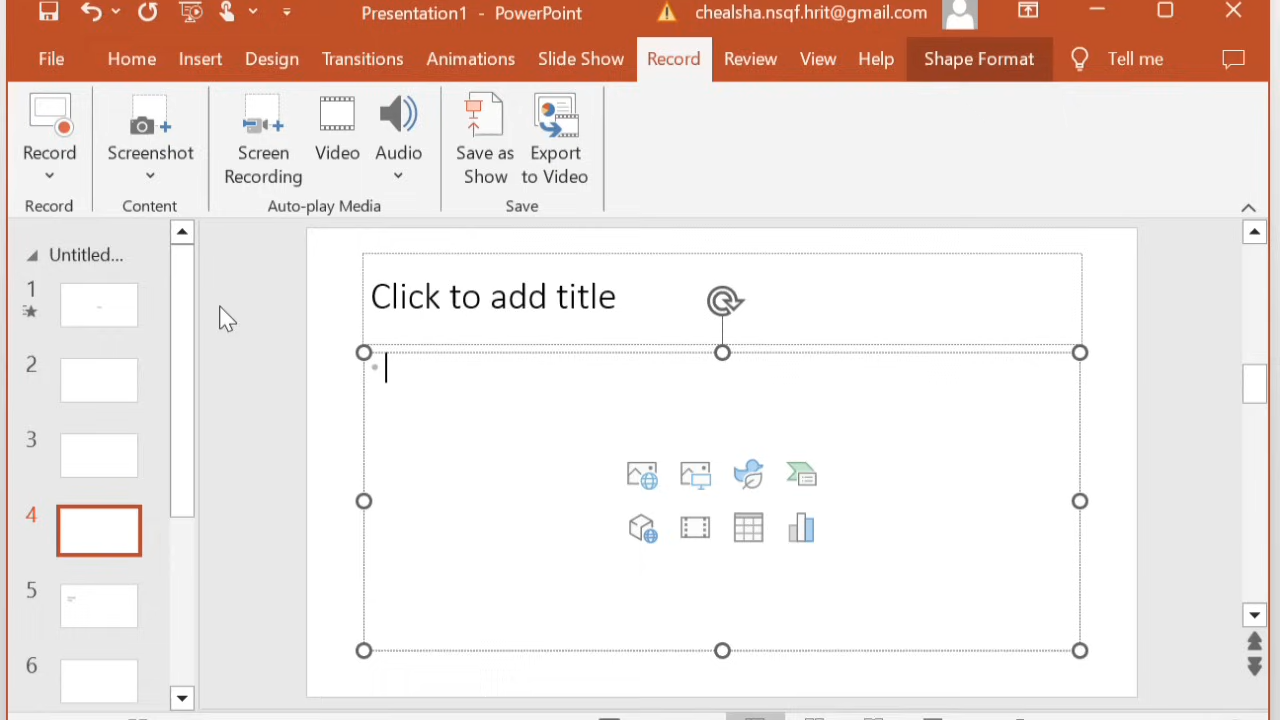 Presentation1 - PowerPoint
chealsha.nsqf.hrit@gmail.com
File Home Insert Design Transitions Animations Slide Show Record Review View Help Shape Format Tell me
Record Screenshot Screen Recording Video Audio Save as Show Export to Video
Record Content Auto-play Media Save
Untitled...
1
2
3
4
5
6
Click to add title